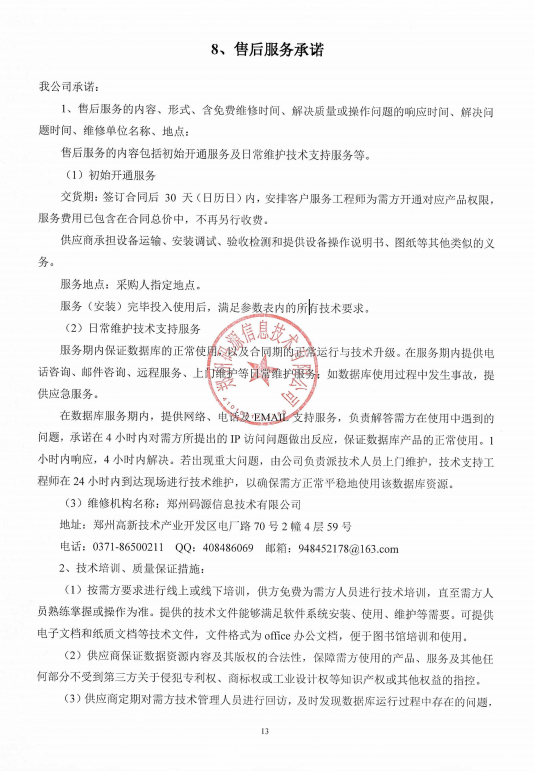 8、售后服务承诺
我公司承诺：
1、售后服务的内容、形式、含免费维修时间、解决质量或操作问题的响应时间、解决问
题时间、维修单位名称、地点：
售后服务的内容包括初始开通服务及日常维护技术支持服务等。
（1）初始开通服务
交货期：签订合同后 30 天（日历日）内，安排客户服务工程师为需方开通对应产品权限，
服务费用已包含在合同总价中，不再另行收费。
供应商承担设备运输、安装调试、验收检测和提供设备操作说明书、图纸等其他类似的义
务。
服务地点：采购人指定地点。
服务（安装）完毕投入使用后，满足参数表内的所有技术要求。
（2）日常维护技术支持服务
服务期内保证数据库的正常使用，以及合同期的正常运行与技术升级。在服务期内提供电
话咨询、邮件咨询、远程服务、上门维护等日常维护服务；如数据库使用过程中发生事故，提
供应急服务。
在数据库服务期内，提供网络、电话及 EMAIL 支持服务，负责解答需方在使用中遇到的
问题，承诺在 4 小时内对需方所提出的 IP 访问问题做出反应，保证数据库产品的正常使用。1
小时内响应，4 小时内解决。若出现重大问题，由公司负责派技术人员上门维护，技术支持工
程师在 24 小时内到达现场进行技术维护，以确保需方正常平稳地使用该数据库资源。
（3）维修机构名称：郑州码源信息技术有限公司
地址：郑州高新技术产业开发区电厂路 70 号 2 幢 4 层 59 号
电话：0371-86500211 QQ：408486069 邮箱：948452178@163.com
2、技术培训、质量保证措施：
（1）按需方要求进行线上或线下培训，供方免费为需方人员进行技术培训，直至需方人
员熟练掌握或操作为准。提供的技术文件能够满足软件系统安装、使用、维护等需要。可提供
电子文档和纸质文档等技术文件，文件格式为 office 办公文档，便于图书馆培训和使用。
（2）供应商保证数据资源内容及其版权的合法性，保障需方使用的产品、服务及其他任
何部分不受到第三方关于侵犯专利权、商标权或工业设计权等知识产权或其他权益的指控。
（3）供应商定期对需方技术管理人员进行回访，及时发现数据库运行过程中存在的问题，
13
郑州码源信息技术有限公司